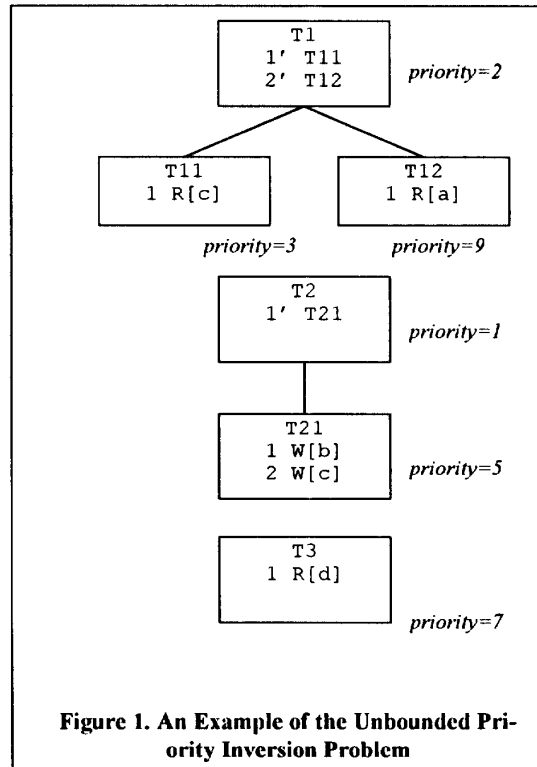 T1
1' T11
2' T12
priority=2
T11
1 R[c]
T12
1 R[a]
priority=3
priority=9
T2
1' T21
priority=1
T21
1 W[b]
2 W[c]
priority=5
T3
1 R[d]
priority=7
Figure 1. An Example of the Unbounded Pri-
ority Inversion Problem